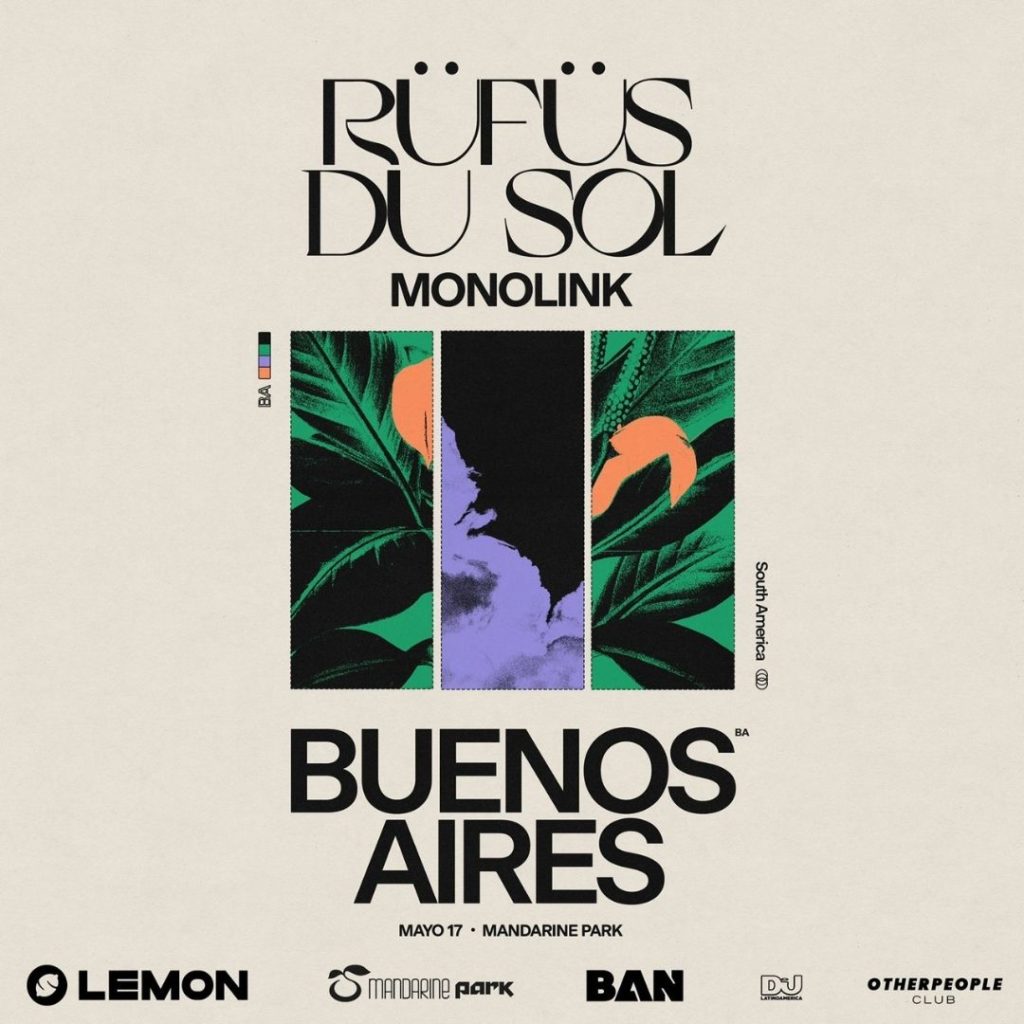 RÜFÜS
DU SOL
MONOLINK
BA
South America
BUENOS BA
AIRES
MAYO 17 • MANDARINE PARK
LEMON
MANDARINE PARK
BAN
DJ
LATINOAMERICA
OTHERPEOPLE
CLUB